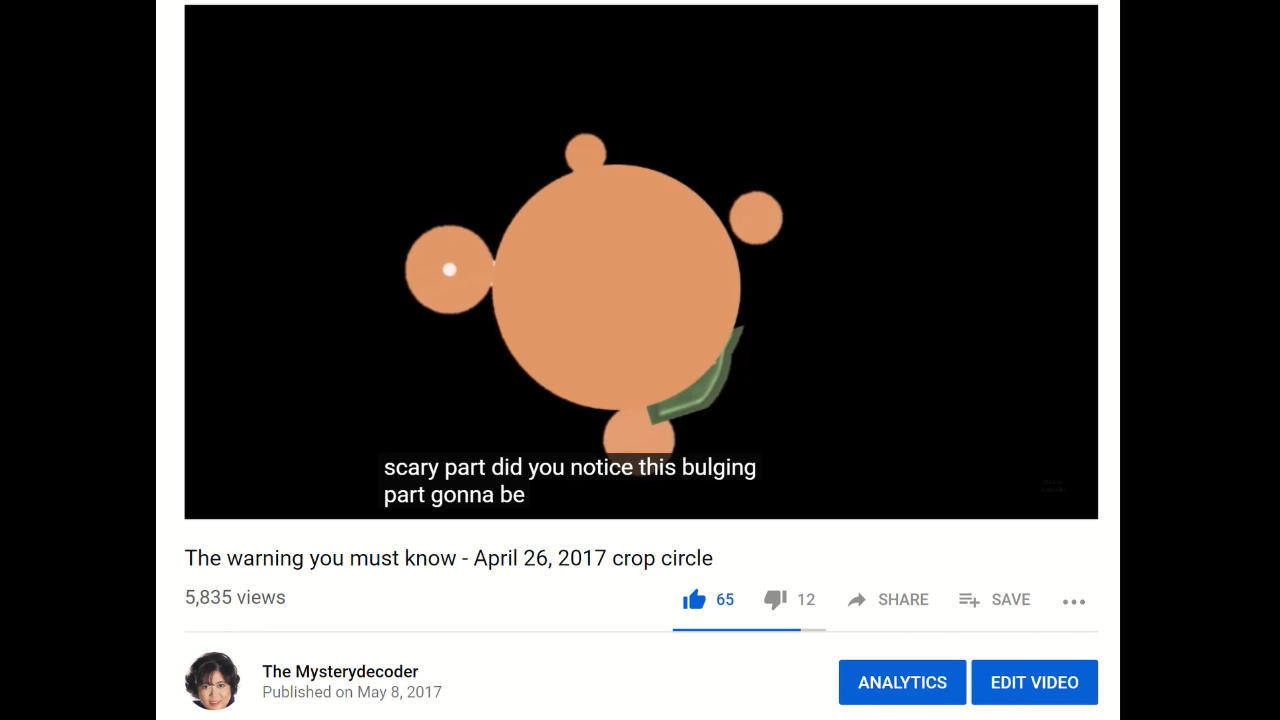 scary part did you notice this bulging
part gonna be
The warning you must know - April 26, 2017 crop circle
5,835 views
65
12
SHARE
SAVE
The Mysterydecoder
Published on May 8, 2017
ANALYTICS
EDIT VIDEO